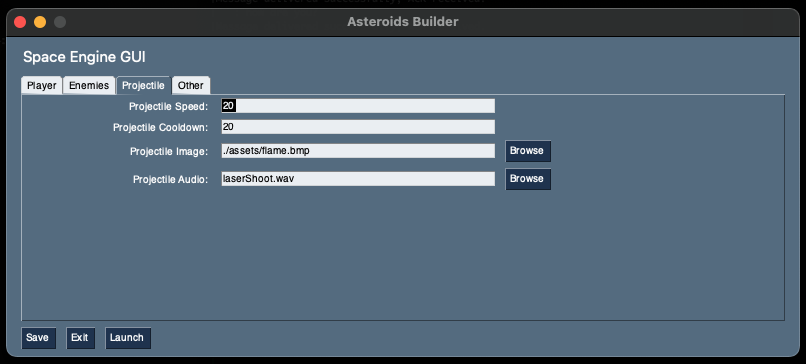 Asteroids Builder
Space Engine GUI
Player Enemies Projectile Other
Projectile Speed: 20
Projectile Cooldown: 20
Projectile Image: ./assets/flame.bmp Browse
Projectile Audio: laserShoot.wav Browse
Save Exit Launch